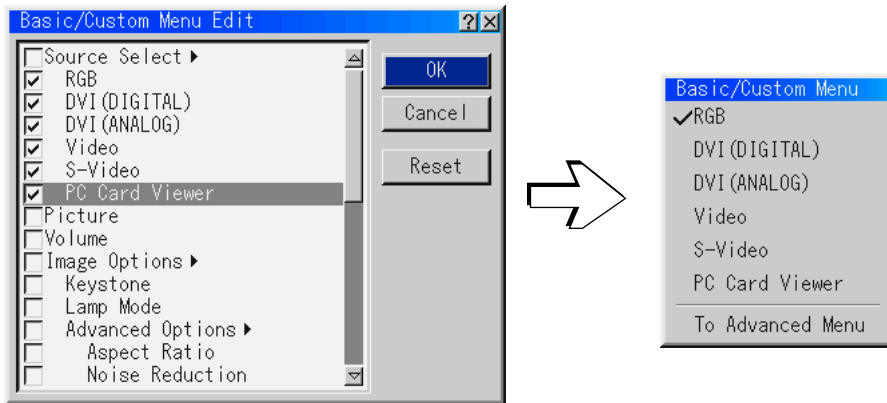 Basic/Custom Menu Edit
Source Select
RGB
DVI(DIGITAL)
DVI(ANALOG)
Video
S-Video
PC Card Viewer
Picture
Volume
Image Options
Keystone
Lamp Mode
Advanced Options
Aspect Ratio
Noise Reduction
OK
Cancel
Reset
Basic/Custom Menu
RGB
DVI(DIGITAL)
DVI(ANALOG)
Video
S-Video
PC Card Viewer
To Advanced Menu